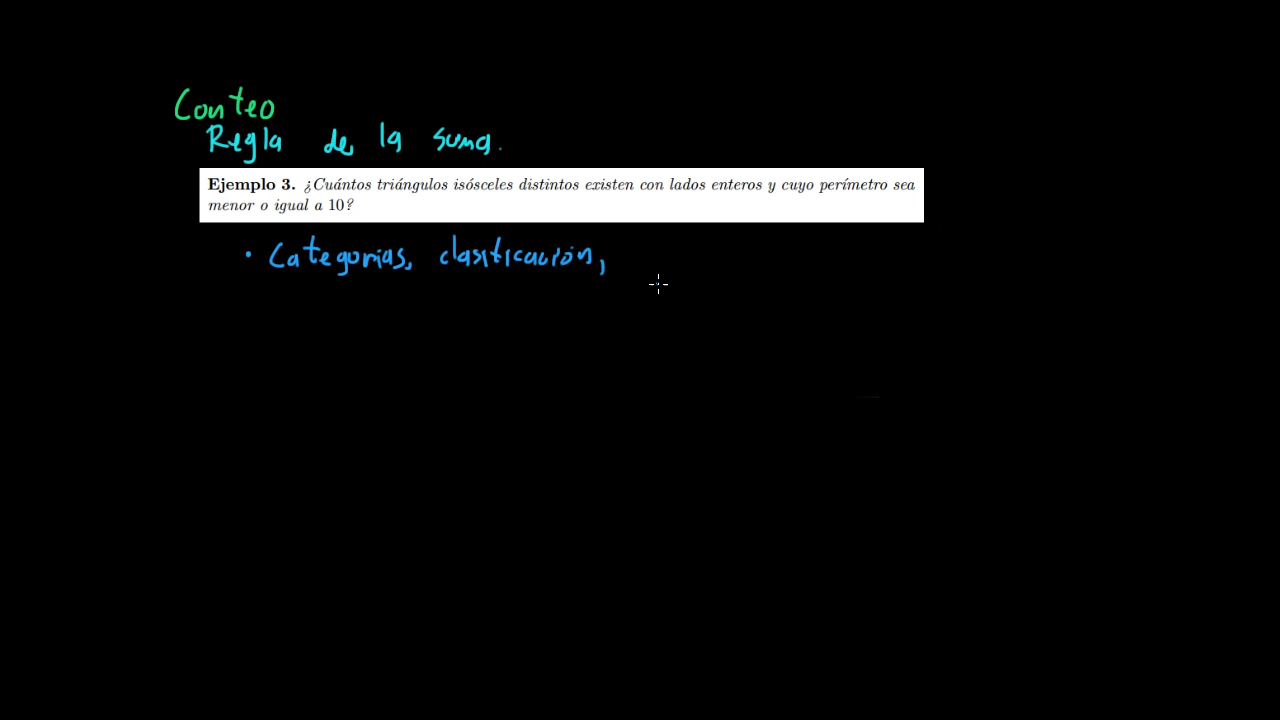 Conteo
Regla de la suma.
Ejemplo 3. ¿Cuántos triángulos isósceles distintos existen con lados enteros y cuyo perímetro sea
menor o igual a 10?
• Categorias, clasificación,